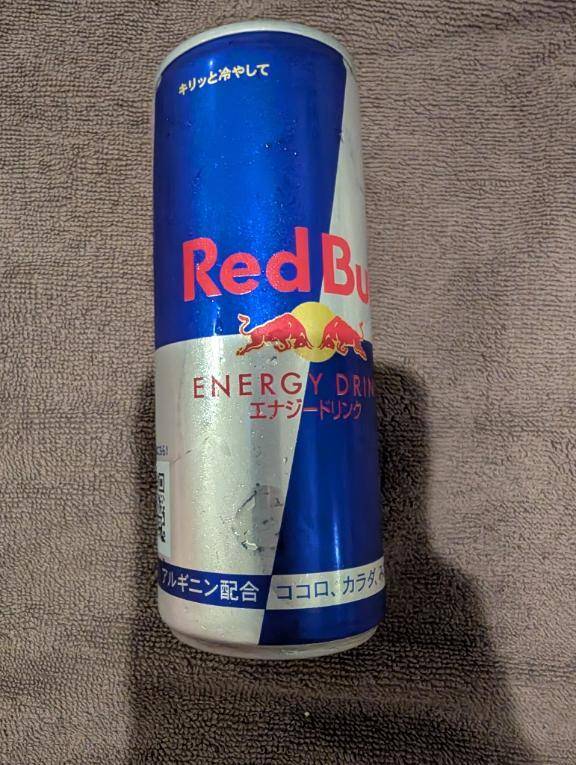 キリッと冷やして
Red Bu
ENERGY DRIN
エナジードリンク
アルギニン配合
ココロ、カラダ、み